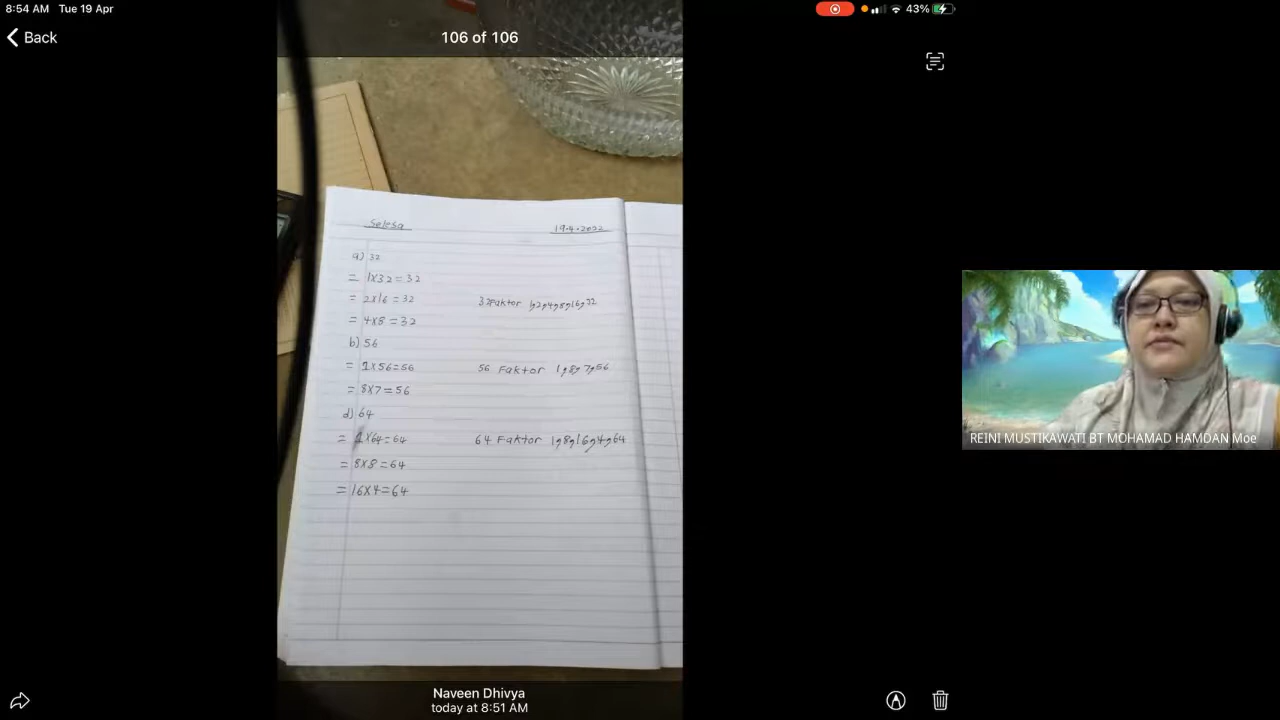 8:54 AM Tue 19 Apr
43%
Back
106 of 106
Selesa 19.4.2022
a) 32
= 1x32=32
= 2x16=32 32 Faktor 1,2,4,8,16,32
= 4x8=32
b) 56
= 1x56=56 56 Faktor 1,8,7,56
= 8x7=56
d) 64
= 1x64=64 64 Faktor 1,8,16,4,64
= 8x8=64
= 16x4=64
REINI MUSTIKAWATI BT MOHAMAD HAMDAN Moe
Naveen Dhivya
today at 8:51 AM